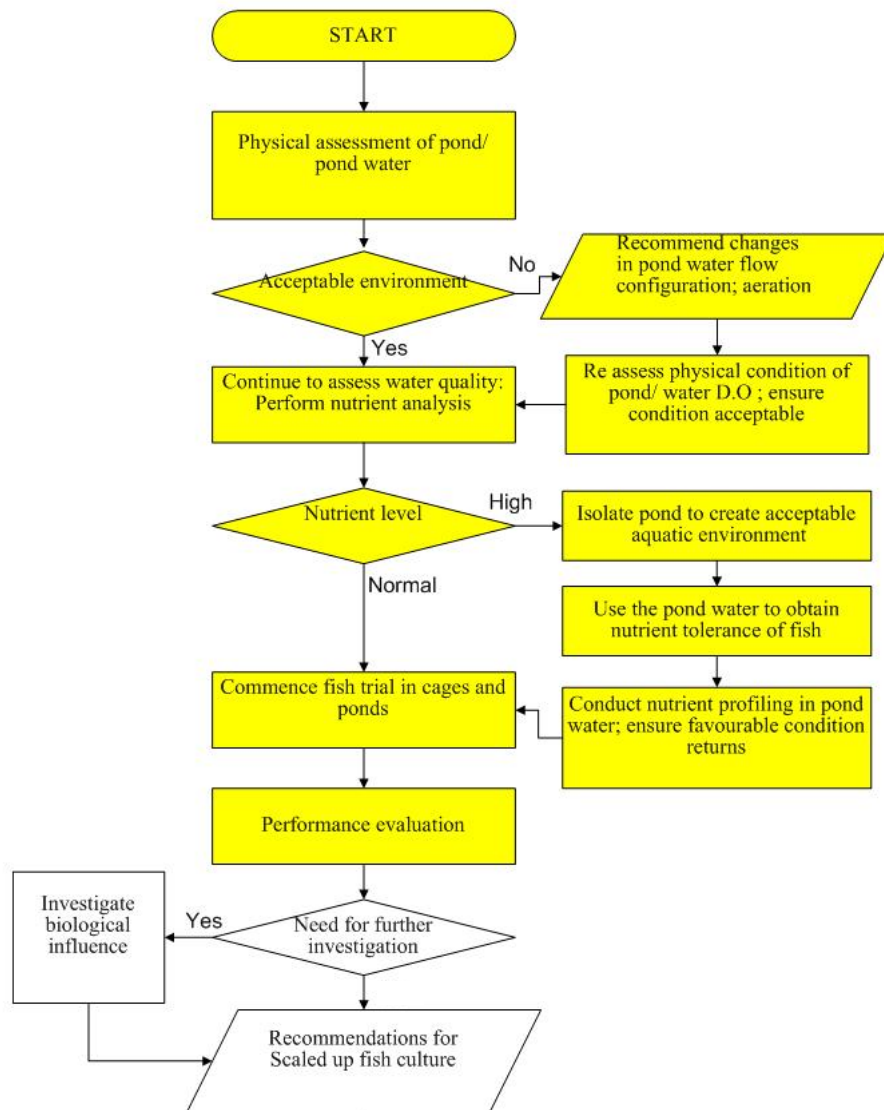 START
Physical assessment of pond/
pond water
Acceptable environment
No
Recommend changes
in pond water flow
configuration; aeration
Yes
Continue to assess water quality:
Perform nutrient analysis
Re assess physical condition of
pond/ water D.O ; ensure
condition acceptable
Nutrient level
High
Isolate pond to create acceptable
aquatic environment
Normal
Use the pond water to obtain
nutrient tolerance of fish
Commence fish trial in cages and
ponds
Conduct nutrient profiling in pond
water; ensure favourable condition
returns
Performance evaluation
Investigate
biological
influence
Yes
Need for further
investigation
Recommendations for
Scaled up fish culture